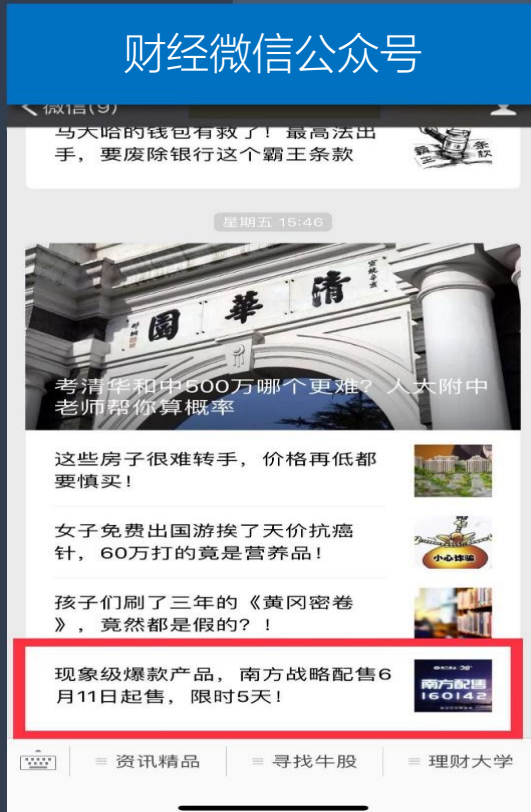 财经微信公众号
微信(9)
马大哈的钱包有救了！最高法出
手，要废除银行这个霸王条款
霸王
条款
星期五 15:46
清華園
考清华和中500万哪个更难？人大附中
老师帮你算概率
这些房子很难转手，价格再低都
要慎买！
女子免费出国游挨了天价抗癌
针，60万打的竟是营养品！
小心诈骗
孩子们刷了三年的《黄冈密卷
》，竟然都是假的？！
现象级爆款产品，南方战略配售6
月11日起售，限时5天！
南方配售
160142
资讯精品
寻找牛股
理财大学